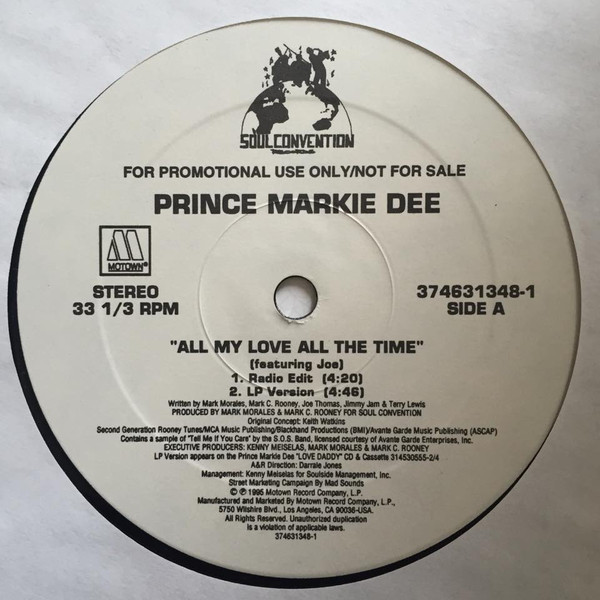 SOUL CONVENTION
RECORDS
FOR PROMOTIONAL USE ONLY/NOT FOR SALE
PRINCE MARKIE DEE
M
MOTOWN®
STEREO
33 1/3 RPM
374631348-1
SIDE A
"ALL MY LOVE ALL THE TIME"
(featuring Joe)
1. Radio Edit (4:20)
2. LP Version (4:46)
Written by Mark Morales, Mark C. Rooney, Joe Thomas, Jimmy Jam & Terry Lewis
PRODUCED BY MARK MORALES & MARK C. ROONEY FOR SOUL CONVENTION
Original Concept: Keith Watkins
Second Generation Rooney Tunes/MCA Music Publishing/Blackhand Productions (BMI)/Avante Garde Music Publishing (ASCAP)
Contains a sample of "Tell Me If You Care" by the S.O.S. Band, licensed courtesy of Avante Garde Enterprises, Inc.
EXECUTIVE PRODUCERS: KENNY MEISELAS, MARK MORALES & MARK C. ROONEY
LP Version appears on the Prince Markie Dee "LOVE DADDY" CD & Cassette 314530555-2/4
A&R Direction: Darrale Jones
Management: Kenny Meiselas for Soulside Management, Inc.
Street Marketing Campaign By Mad Sounds
© ℗ 1995 Motown Record Company, L.P.
Manufactured and Marketed By Motown Record Company, L.P.,
5750 Wilshire Blvd., Los Angeles, CA 90036-USA.
All Rights Reserved. Unauthorized duplication
is a violation of applicable laws.
374631348-1